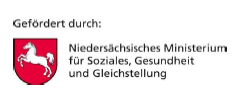 Gefördert durch:
Niedersächsisches Ministerium
für Soziales, Gesundheit
und Gleichstellung